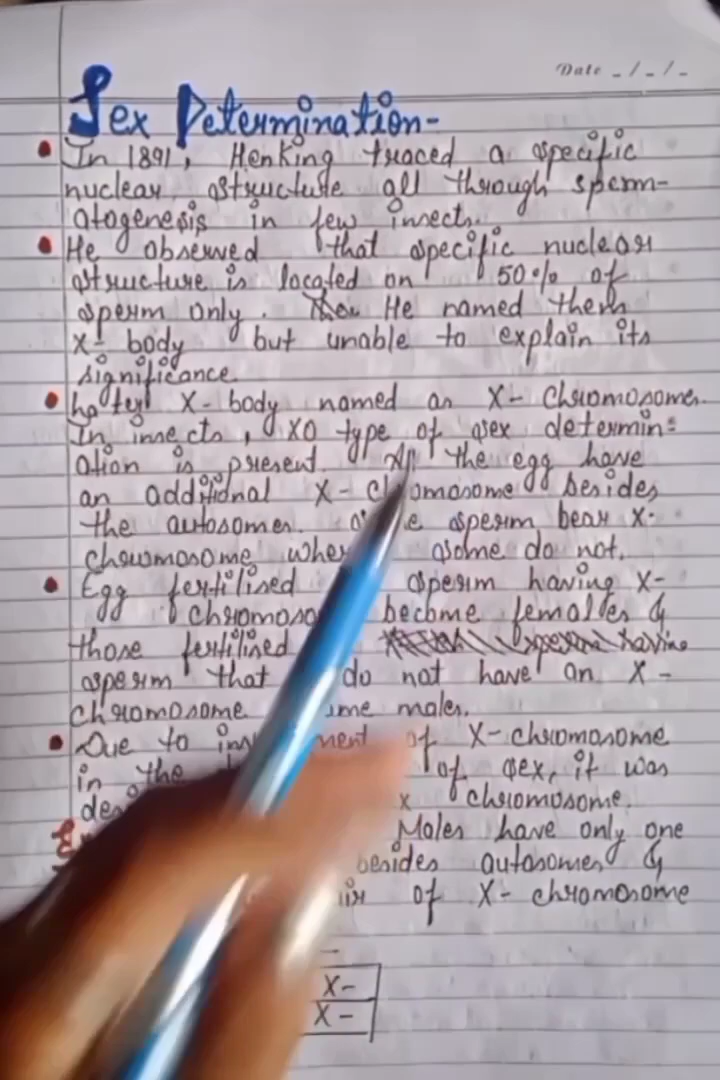 Date _/_/_
Sex Determination-
In 1891, Henking traced a specific
nuclear structure all through sperm-
atogenesis in few insects.
He observed that specific nuclear
structure is located on 50% of
sperm only. He named them
X- body but unable to explain its
significance
X-body named as X- Chromosomes.
In insects, XO type of sex determin=
ation is present. the egg have
an additional X- Chromosome besides
the autosomes. sperm bear X-
chromosome some do not.
Egg fertilised sperm having X-
become females &
those fertilised having
sperm that do not have an X-
Chromosome males.
Due to of X-chromosome
in the of sex, it was
X chromosome.
Males have only one
besides autosomes &
of X- chromosome
X-
X-